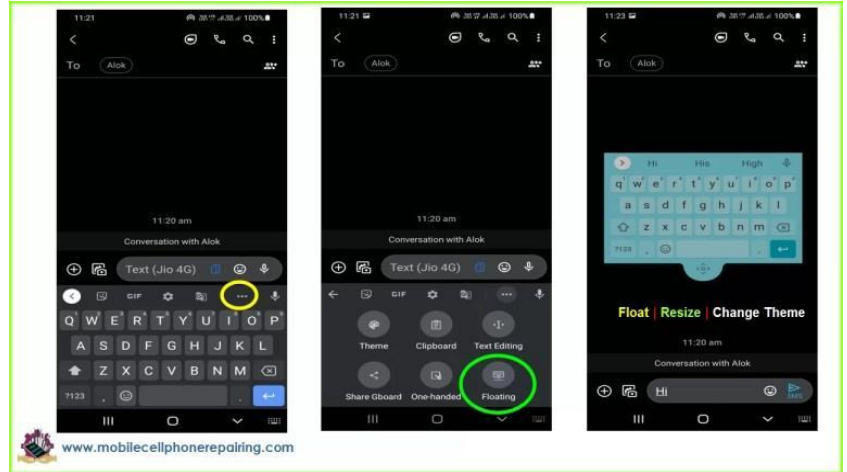 11:21
100%
To
Alok
11:20 am
Conversation with Alok
Text (Jio 4G)
GIF
Q W E R T Y U I O P
A S D F G H J K L
Z X C V B N M
?123 , .
11:21
100%
To
Alok
11:20 am
Conversation with Alok
Text (Jio 4G)
GIF
Theme Clipboard Text Editing
Share Gboard One-handed Floating
11:23
100%
To
Alok
Hi His High
q w e r t y u i o p
a s d f g h j k l
z x c v b n m
?123 , .
Float | Resize | Change Theme
11:20 am
Conversation with Alok
Hi
SMS
www.mobilecellphonerepairing.com